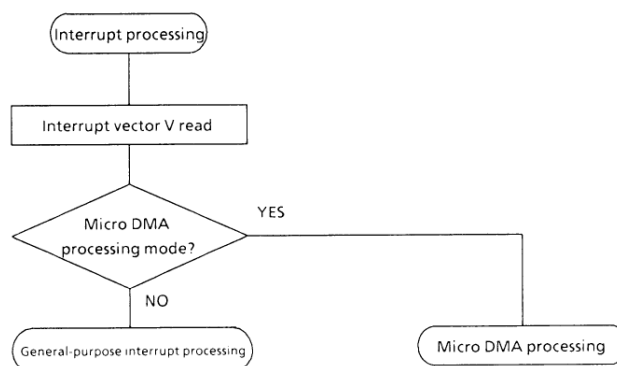 Interrupt processing
Interrupt vector V read
Micro DMA
processing mode?
YES
NO
General-purpose interrupt processing
Micro DMA processing